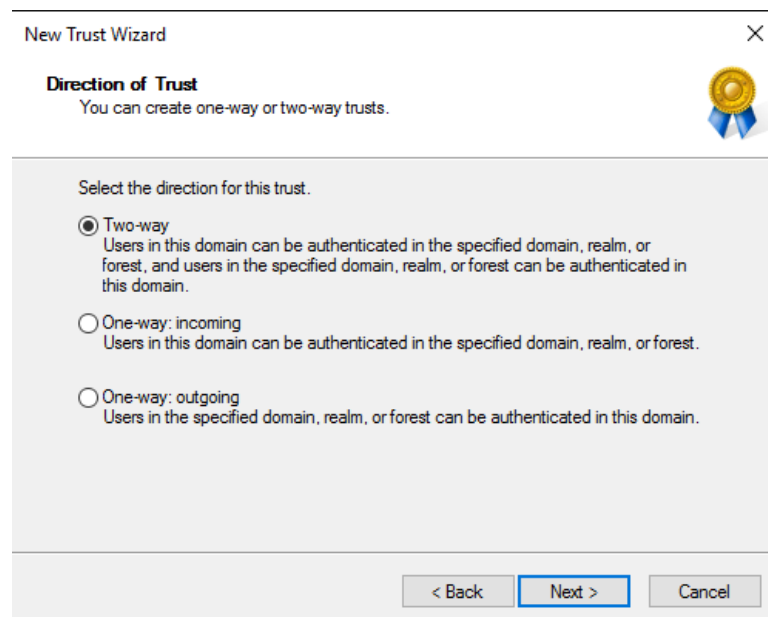 New Trust Wizard
Direction of Trust
You can create one-way or two-way trusts.
Select the direction for this trust.
Two-way
Users in this domain can be authenticated in the specified domain, realm, or
forest, and users in the specified domain, realm, or forest can be authenticated in
this domain.
One-way: incoming
Users in this domain can be authenticated in the specified domain, realm, or forest.
One-way: outgoing
Users in the specified domain, realm, or forest can be authenticated in this domain.
< Back Next > Cancel